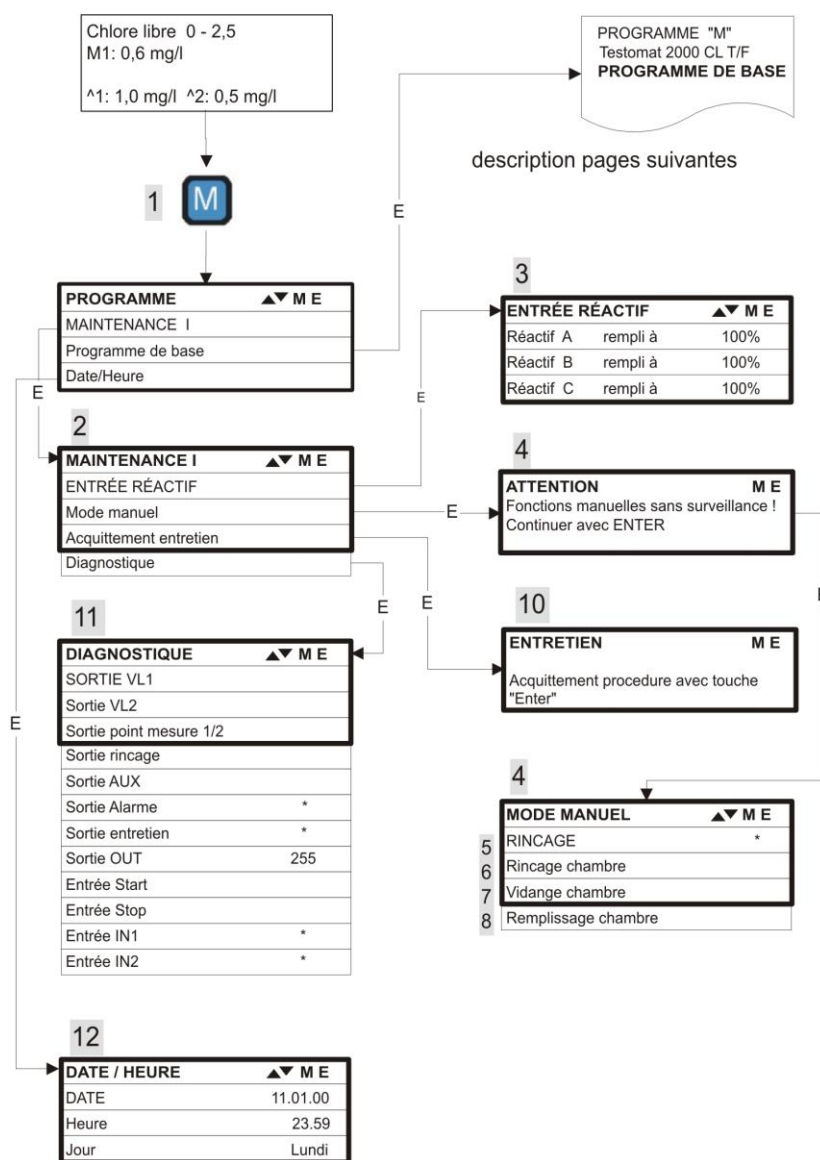 Chlore libre 0 - 2,5
M1: 0,6 mg/l
^1: 1,0 mg/l ^2: 0,5 mg/l
PROGRAMME "M"
Testomat 2000 CL T/F
PROGRAMME DE BASE
description pages suivantes
1
M
E
PROGRAMME ▲▼ M E
MAINTENANCE I
Programme de base
Date/Heure
E
2
MAINTENANCE I ▲▼ M E
ENTRÉE RÉACTIF
Mode manuel
Acquittement entretien
Diagnostique
E
3
ENTRÉE RÉACTIF ▲▼ M E
Réactif A rempli à 100%
Réactif B rempli à 100%
Réactif C rempli à 100%
E
4
ATTENTION M E
Fonctions manuelles sans surveillance !
Continuer avec ENTER
E
E
10
ENTRETIEN M E
Acquittement procedure avec touche
"Enter"
11
DIAGNOSTIQUE ▲▼ M E
SORTIE VL1
Sortie VL2
Sortie point mesure 1/2
Sortie rincage
Sortie AUX
Sortie Alarme *
Sortie entretien *
Sortie OUT 255
Entrée Start
Entrée Stop
Entrée IN1 *
Entrée IN2 *
E
4
MODE MANUEL ▲▼ M E
5 RINCAGE *
6 Rincage chambre
7 Vidange chambre
8 Remplissage chambre
12
DATE / HEURE ▲▼ M E
DATE 11.01.00
Heure 23.59
Jour Lundi